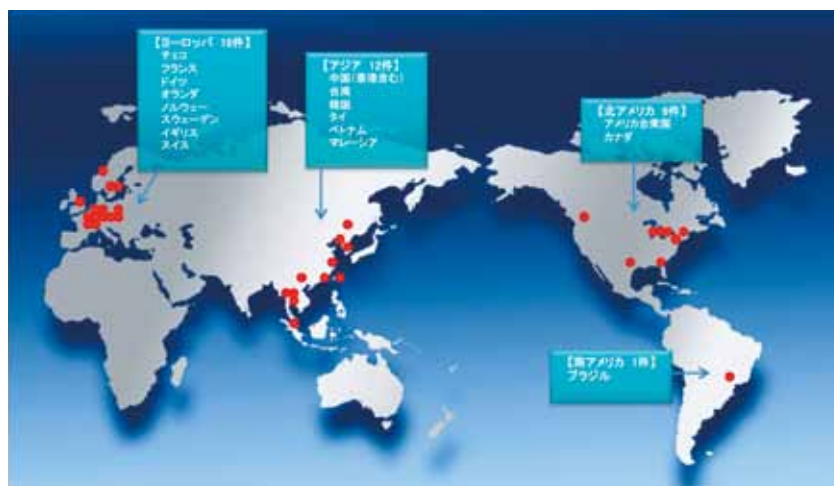 【ヨーロッパ 18件】
チェコ
フランス
ドイツ
オランダ
ノルウェー
スウェーデン
イギリス
スイス
【アジア 12件】
中国(香港含む)
台湾
韓国
タイ
ベトナム
マレーシア
【北アメリカ 9件】
アメリカ合衆国
カナダ
【南アメリカ 1件】
ブラジル